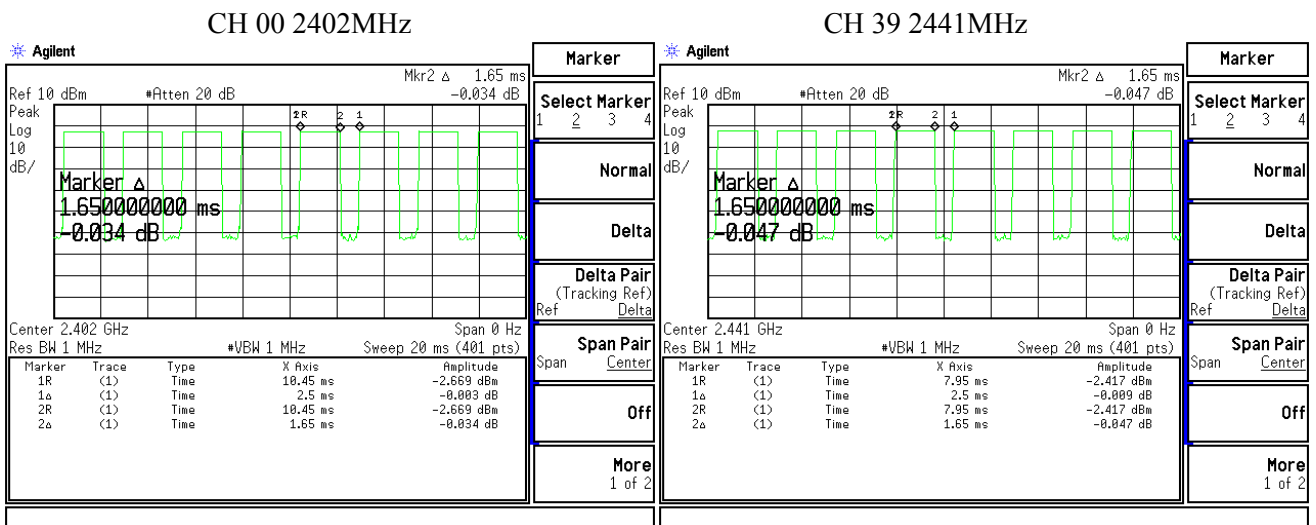 CH 00 2402MHz
Agilent
Mkr2 Δ 1.65 ms
Ref 10 dBm #Atten 20 dB -0.034 dB
Peak
Log
10
dB/
2R 2 1
Marker Δ
1.650000000 ms
-0.034 dB
Center 2.402 GHz Span 0 Hz
Res BW 1 MHz #VBW 1 MHz Sweep 20 ms (401 pts)
Marker Trace Type X Axis Amplitude
1R (1) Time 10.45 ms -2.669 dBm
1Δ (1) Time 2.5 ms -0.003 dB
2R (1) Time 10.45 ms -2.669 dBm
2Δ (1) Time 1.65 ms -0.034 dB
Marker
Select Marker
1 2 3 4
Normal
Delta
Delta Pair
(Tracking Ref)
Ref Delta
Span Pair
Span Center
Off
More
1 of 2
CH 39 2441MHz
Agilent
Mkr2 Δ 1.65 ms
Ref 10 dBm #Atten 20 dB -0.047 dB
Peak
Log
10
dB/
2R 2 1
Marker Δ
1.650000000 ms
-0.047 dB
Center 2.441 GHz Span 0 Hz
Res BW 1 MHz #VBW 1 MHz Sweep 20 ms (401 pts)
Marker Trace Type X Axis Amplitude
1R (1) Time 7.95 ms -2.417 dBm
1Δ (1) Time 2.5 ms -0.009 dB
2R (1) Time 7.95 ms -2.417 dBm
2Δ (1) Time 1.65 ms -0.047 dB
Marker
Select Marker
1 2 3 4
Normal
Delta
Delta Pair
(Tracking Ref)
Ref Delta
Span Pair
Span Center
Off
More
1 of 2